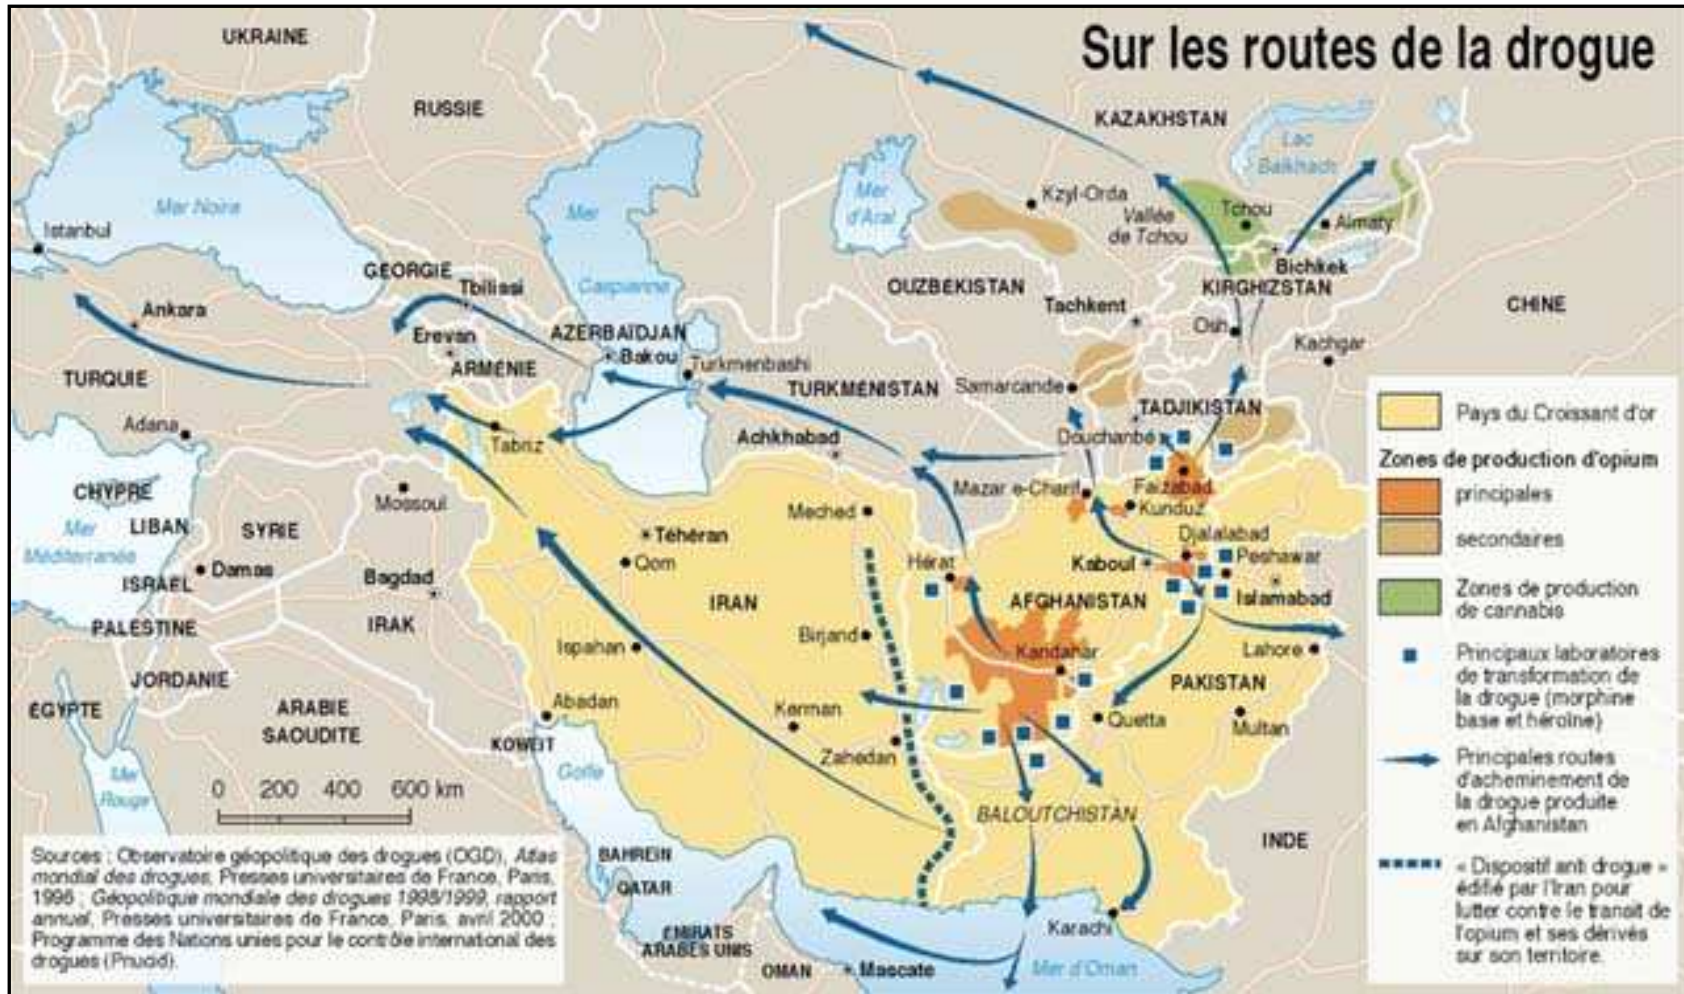 Sur les routes de la drogue
UKRAINE
RUSSIE
KAZAKHSTAN
Lac
Balkhach
Mer Noire
Mer
Caspienne
Mer
d'Aral
Kzyl-Orda
Vallée
de Tchou
Tchou
Almaty
Istanbul
GEORGIE
Tbilissi
OUZBEKISTAN
Tachkent
Bichkek
KIRGHIZSTAN
CHINE
Ankara
Erevan
ARMÉNIE
AZERBAÏDJAN
Bakou
Turkmenbashi
Osh
Kachgar
TURQUIE
TURKMÉNISTAN
Samarcande
TADJIKISTAN
Adana
Tabriz
Achkhabad
Douchanbé
CHYPRE
Mer
Méditerranée
LIBAN
SYRIE
Mossoul
Téhéran
Qom
Meched
Mazar e-Charif
Faizabad
Kunduz
Djalalabad
Peshawar
ISRAEL
Damas
Bagdad
Hérat
Kaboul
Islamabad
PALESTINE
IRAK
IRAN
AFGHANISTAN
Ispahan
Birjand
Kandahar
Lahore
JORDANIE
ÉGYPTE
ARABIE
SAOUDITE
Abadan
KOWEIT
Kerman
Zahedan
Quetta
PAKISTAN
Multan
Mer
Rouge
Golfe
BALOUTCHISTAN
INDE
BAHREIN
QATAR
ÉMIRATS
ARABES UNIS
OMAN
Mascate
Karachi
Mer d'Oman
0 200 400 600 km
Pays du Croissant d'or
Zones de production d'opium
principales
secondaires
Zones de production
de cannabis
Principaux laboratoires
de transformation de
la drogue (morphine
base et héroïne)
Principales routes
d'acheminement de
la drogue produite
en Afghanistan
« Dispositif anti drogue »
édifié par l'Iran pour
lutter contre le transit de
l'opium et ses dérivés
sur son territoire.
Sources : Observatoire géopolitique des drogues (OGD), Atlas
mondial des drogues, Presses universitaires de France, Paris,
1996 ; Géopolitique mondiale des drogues 1998/1999, rapport
annuel, Presses universitaires de France, Paris, avril 2000 ;
Programme des Nations unies pour le contrôle international des
drogues (Pnucid).